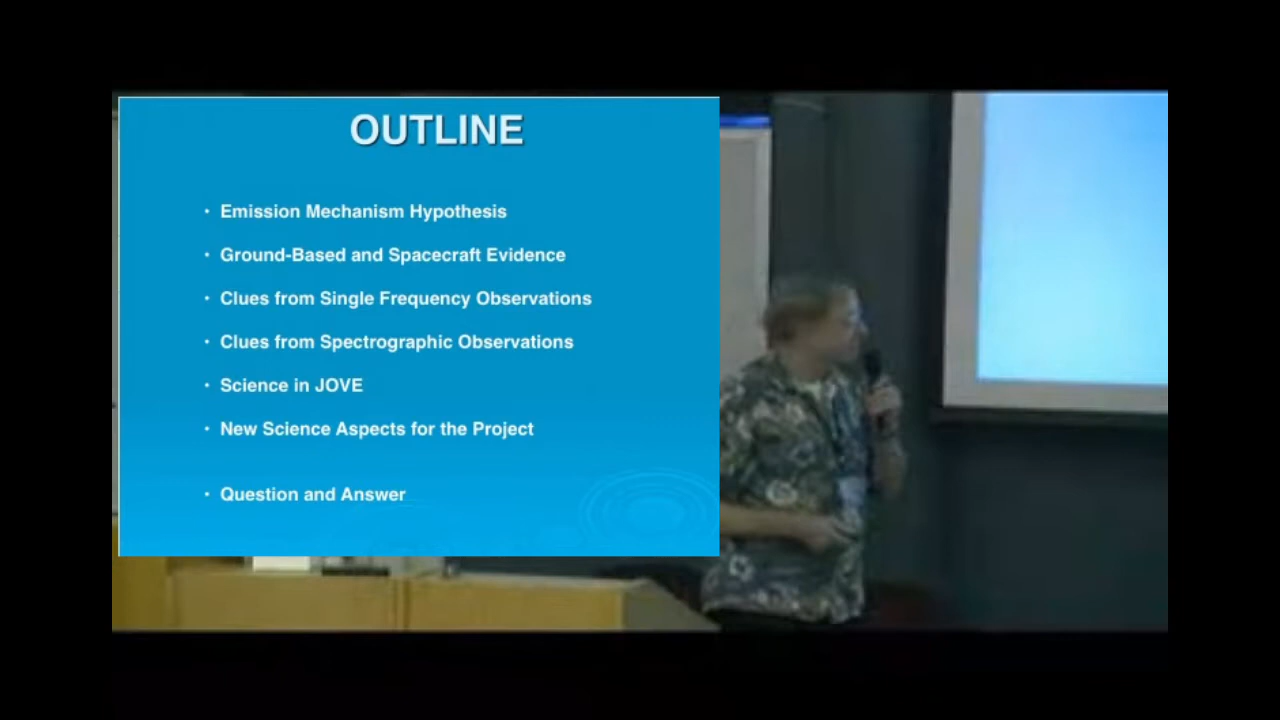 OUTLINE
• Emission Mechanism Hypothesis
• Ground-Based and Spacecraft Evidence
• Clues from Single Frequency Observations
• Clues from Spectrographic Observations
• Science in JOVE
• New Science Aspects for the Project
• Question and Answer